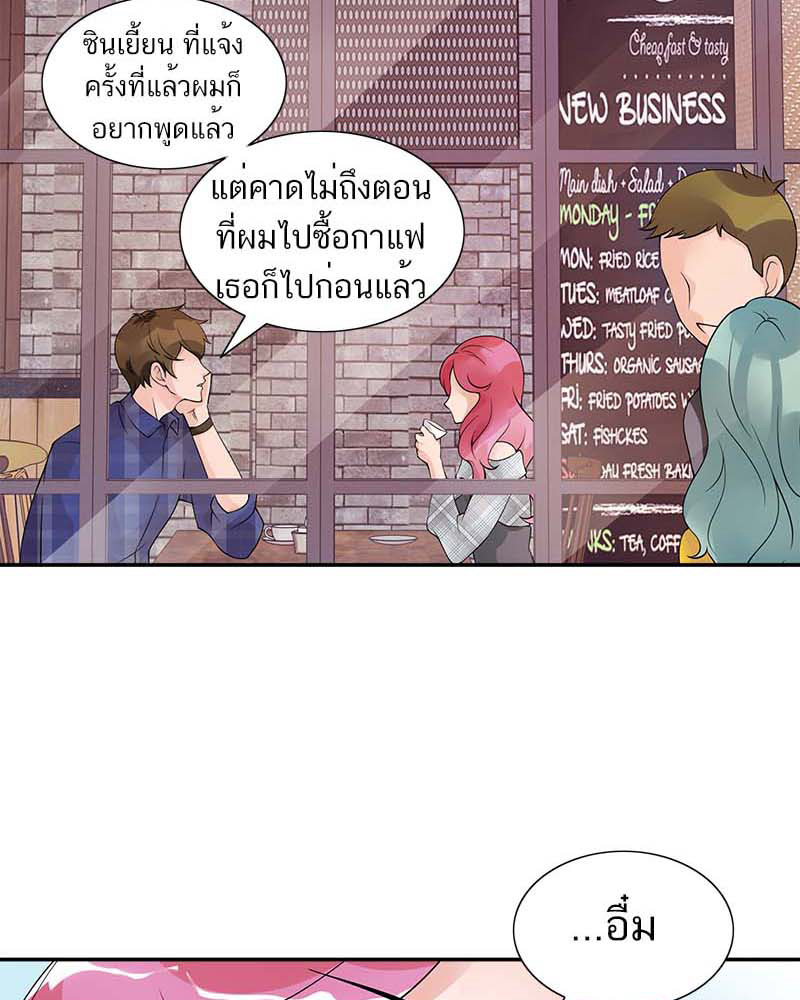 ซินเยี้ยน ที่แจ้ง
ครั้งที่แล้วผมก็
อยากพูดแล้ว
แต่คาดไม่ถึงตอน
ที่ผมไปซื้อกาแฟ
เธอก็ไปก่อนแล้ว
Cheap,fast & tasty
NEW BUSINESS
Main dish + Salad +
MONDAY -
MON: FRIED RICE
TUES: MEATLOAF
WED: TASTY FRIED
THURS: ORGANIC
FRI: FRIED POTATOES
SAT: FISHCKES
FRESH
TEA,
...อื๋ม